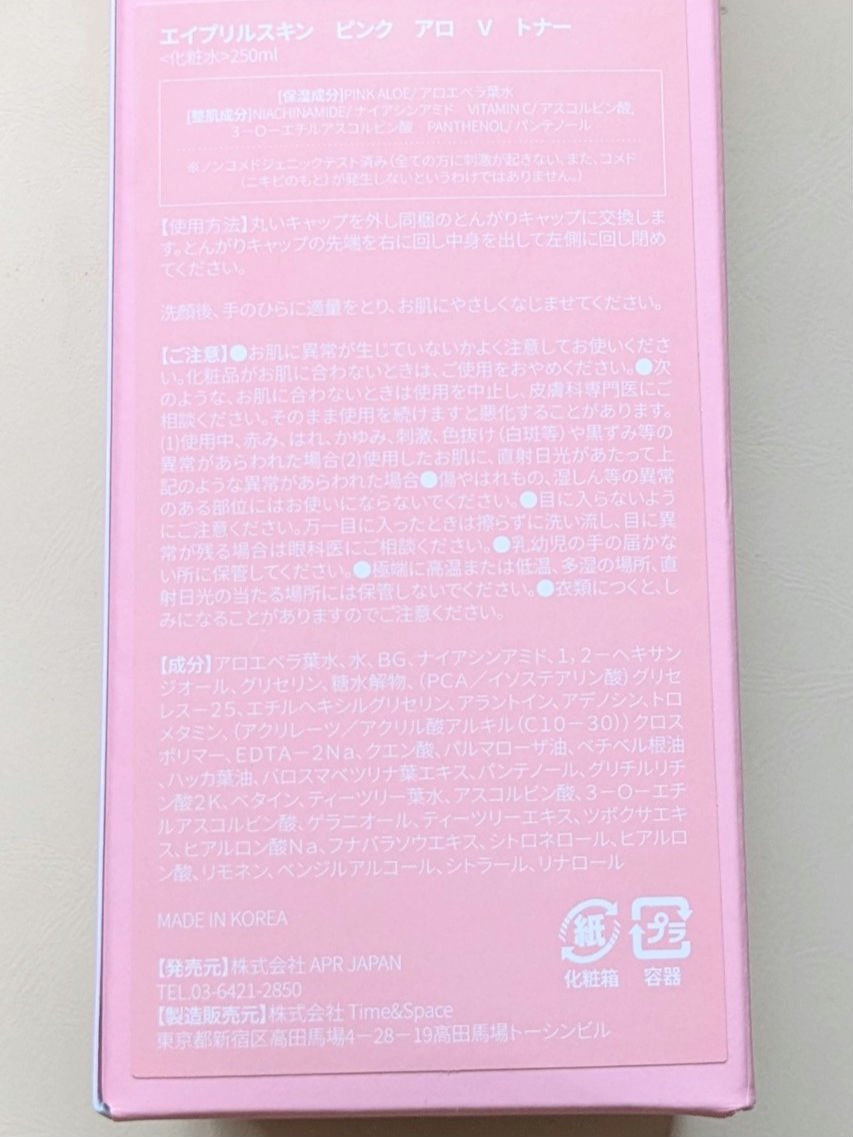 エイプリルスキン　ピンク　アロ　V　トナー
<化粧水>250ml
[保湿成分]PINK ALOE/ アロエベラ葉水
[整肌成分]NIACHINAMIDE/ ナイアシンアミド　VITAMIN C/ アスコルビン酸,
3－O－エチルアスコルビン酸　PANTHENOL/ パンテノール
※ノンコメドジェニックテスト済み（全ての方に刺激が起きない、また、コメド
（ニキビのもと）が発生しないというわけではありません。）
【使用方法】丸いキャップを外し同梱のとんがりキャップに交換しま
す。とんがりキャップの先端を右に回し中身を出して左側に回し閉め
てください。
洗顔後、手のひらに適量をとり、お肌にやさしくなじませてください。
【ご注意】●お肌に異常が生じていないかよく注意してお使いくださ
い。化粧品がお肌に合わないときは、ご使用をおやめください。●次
のような、お肌に合わないときは使用を中止し、皮膚科専門医にご
相談ください。そのまま使用を続けますと悪化することがあります。
(1)使用中、赤み、はれ、かゆみ、刺激、色抜け（白斑等）や黒ずみ等の
異常があらわれた場合(2)使用したお肌に、直射日光があたって上
記のような異常があらわれた場合●傷やはれもの、湿しん等の異常
のある部位にはお使いにならないでください。●目に入らないよう
にご注意ください。万一目に入ったときは擦らずに洗い流し、目に異
常が残る場合は眼科医にご相談ください。●乳幼児の手の届かな
い所に保管してください。●極端に高温または低温、多湿の場所、直
射日光の当たる場所には保管しないでください。●衣類につくと、し
みになることがありますのでご注意ください。
【成分】アロエベラ葉水、水、BG、ナイアシンアミド、1，2－ヘキサン
ジオール、グリセリン、糖水解物、（PCA／イソステアリン酸）グリセ
レス－25、エチルヘキシルグリセリン、アラントイン、アデノシン、トロ
メタミン、（アクリレーツ／アクリル酸アルキル（C10－30））クロス
ポリマー、EDTA－2Na、クエン酸、パルマローザ油、ベチベル根油
、ハッカ葉油、バロスマベツリナ葉エキス、パンテノール、グリチルリチ
ン酸2K、ベタイン、ティーツリー葉水、アスコルビン酸、3－O－エチ
ルアスコルビン酸、ゲラニオール、ティーツリーエキス、ツボクサエキ
ス、ヒアルロン酸Na、フナバラソウエキス、シトロネロール、ヒアルロ
ン酸、リモネン、ベンジルアルコール、シトラール、リナロール
MADE IN KOREA
紙
プラ
化粧箱
容器
【発売元】株式会社 APR JAPAN
TEL.03-6421-2850
【製造販売元】株式会社 Time&Space
東京都新宿区高田馬場4－28－19高田馬場トーシンビル